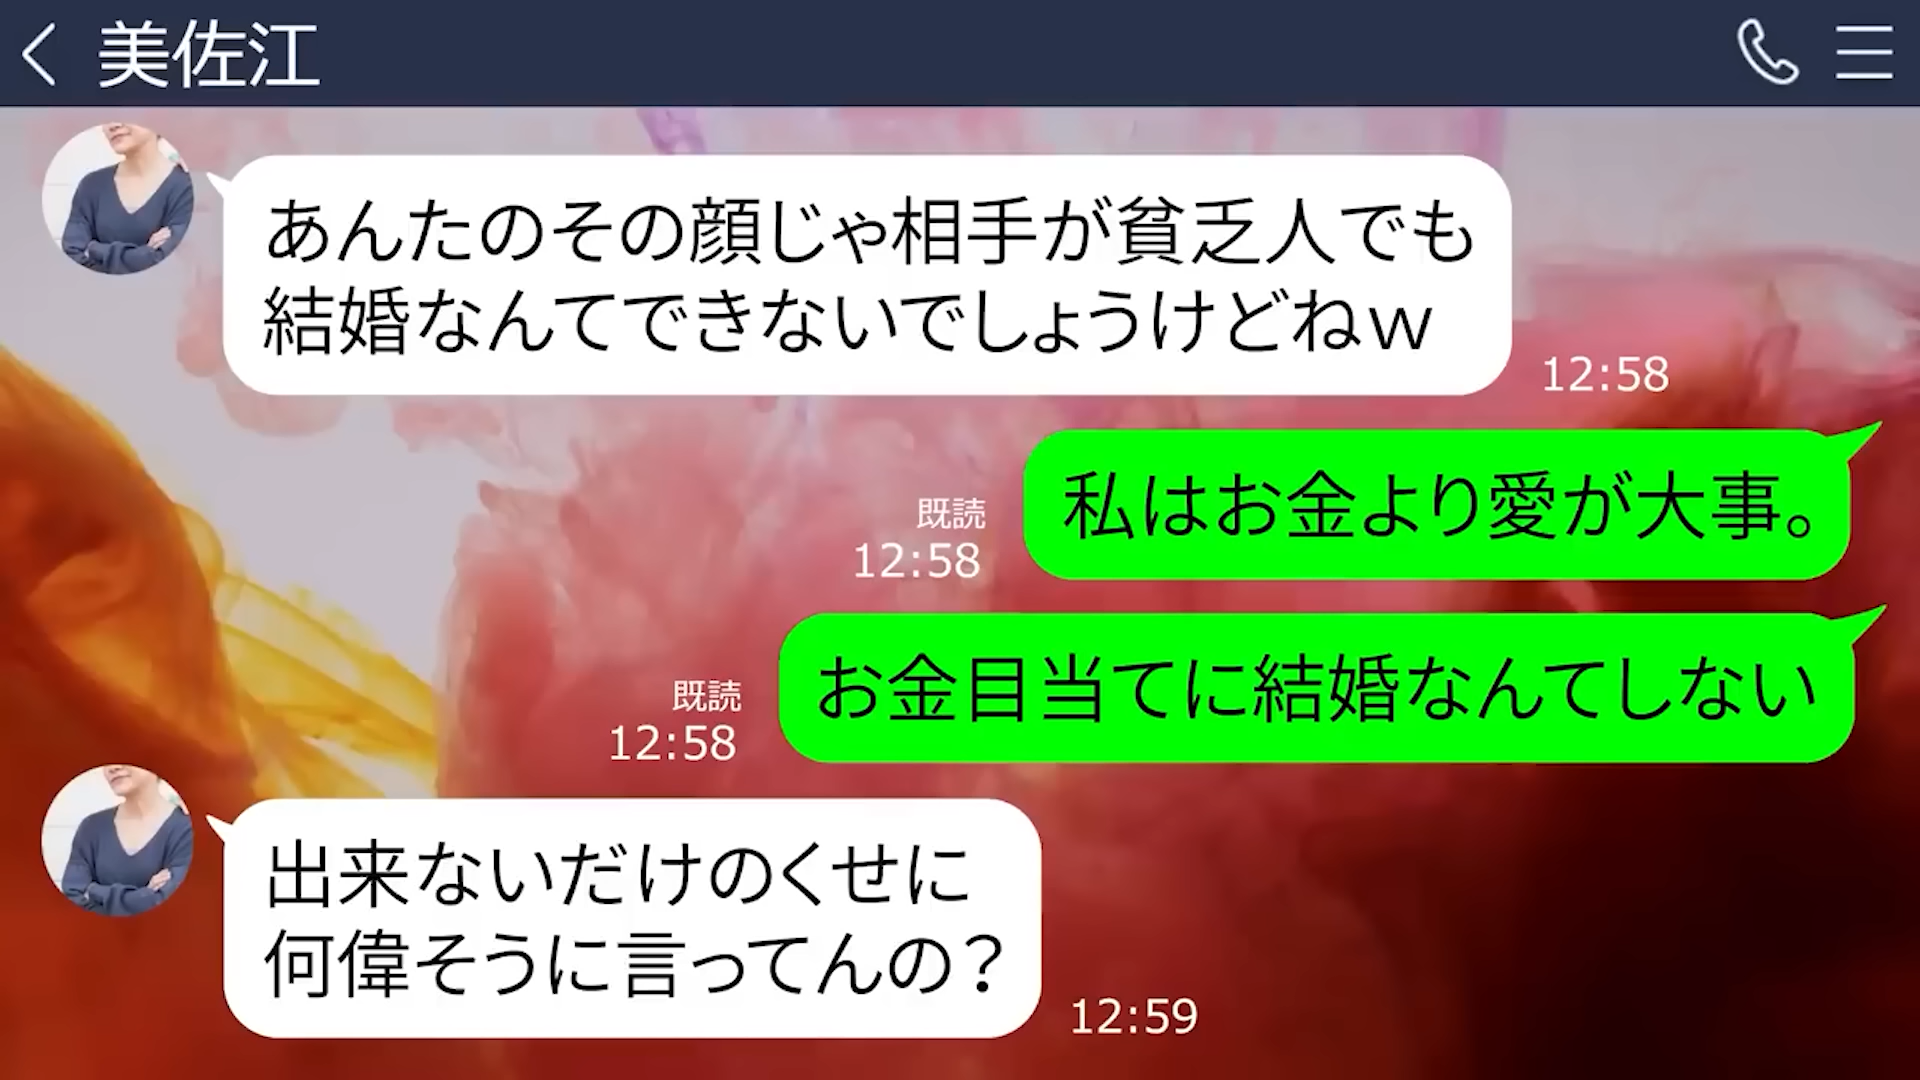 美佐江
あんたのその顔じゃ相手が貧乏人でも
結婚なんてできないでしょうけどねｗ
12:58
私はお金より愛が大事。
既読
12:58
お金目当てに結婚なんてしない
既読
12:58
出来ないだけのくせに
何偉そうに言ってんの？
12:59